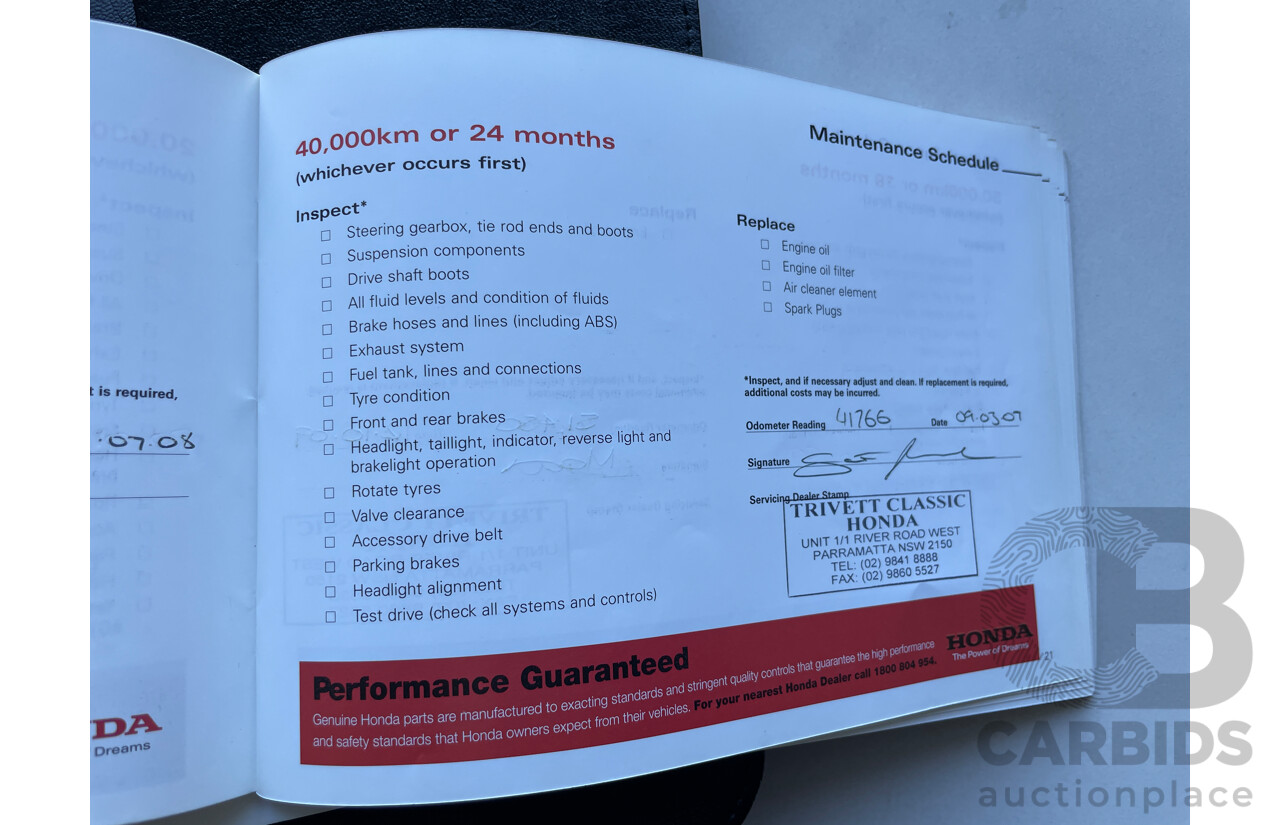 t is required,
:07.08
DA
Dreams
40,000km or 24 months
(whichever occurs first)
Maintenance Schedule
Inspect*
Steering gearbox, tie rod ends and boots
Suspension components
Drive shaft boots
All fluid levels and condition of fluids
Brake hoses and lines (including ABS)
Exhaust system
Fuel tank, lines and connections
Tyre condition
Front and rear brakes
Headlight, taillight, indicator, reverse light and
brakelight operation
Rotate tyres
Valve clearance
Accessory drive belt
Parking brakes
Headlight alignment
Test drive (check all systems and controls)
Replace
Engine oil
Engine oil filter
Air cleaner element
Spark Plugs
*Inspect, and if necessary adjust and clean. If replacement is required,
additional costs may be incurred.
Odometer Reading 41766 Date 09.03.07
Signature
Servicing Dealer Stamp
TRIVETT CLASSIC
HONDA
UNIT 1/1 RIVER ROAD WEST
PARRAMATTA NSW 2150
TEL: (02) 9841 8888
FAX: (02) 9860 5527
Performance Guaranteed
Genuine Honda parts are manufactured to exacting standards and stringent quality controls that guarantee the high performance
and safety standards that Honda owners expect from their vehicles. For your nearest Honda Dealer call 1800 804 954.
HONDA
The Power of Dreams
21
CB
CARBIDS
auctionplace